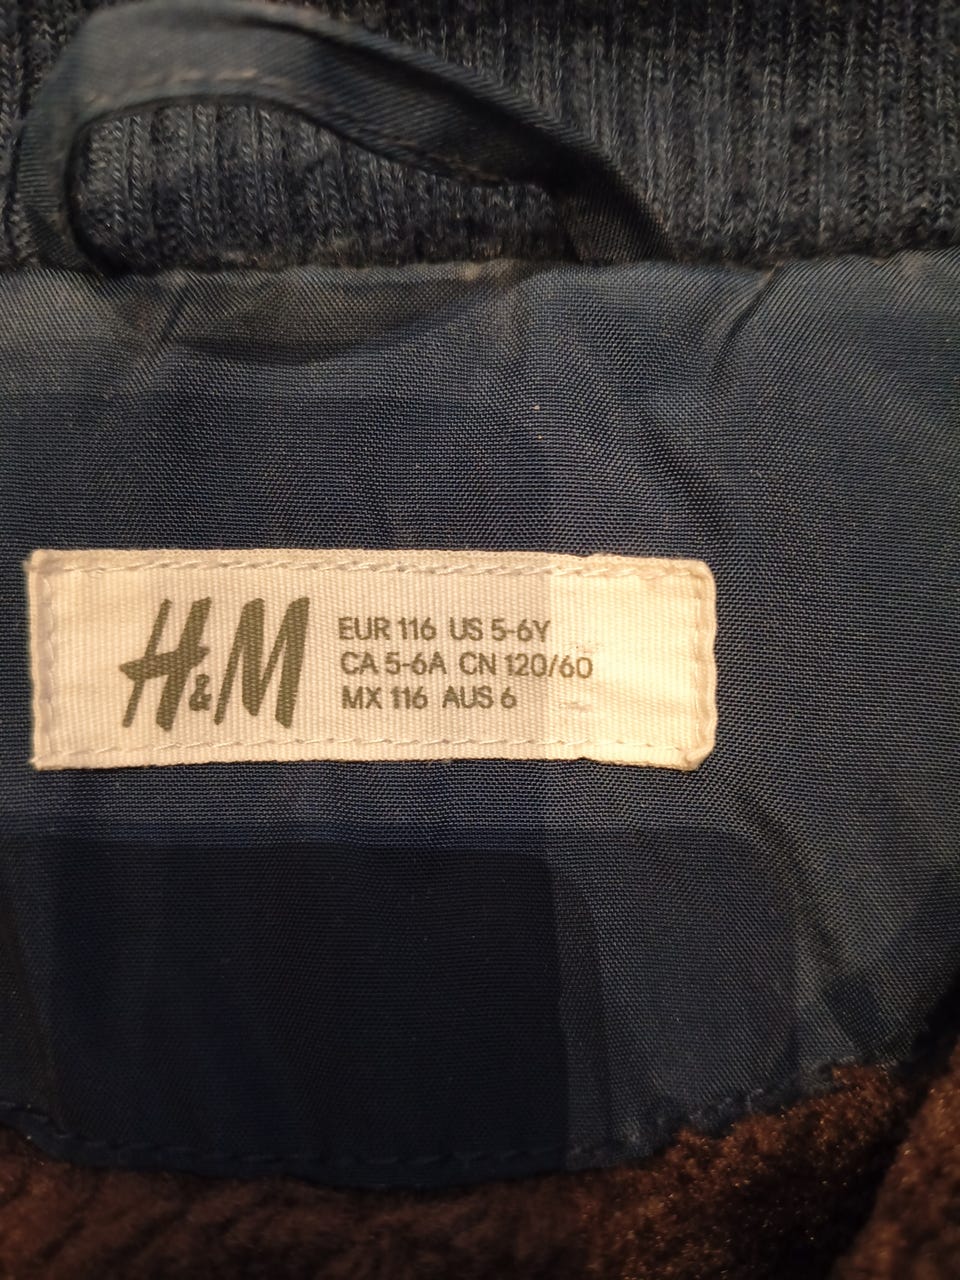 H&M
EUR 116 US 5-6Y
CA 5-6A CN 120/60
MX 116 AUS 6